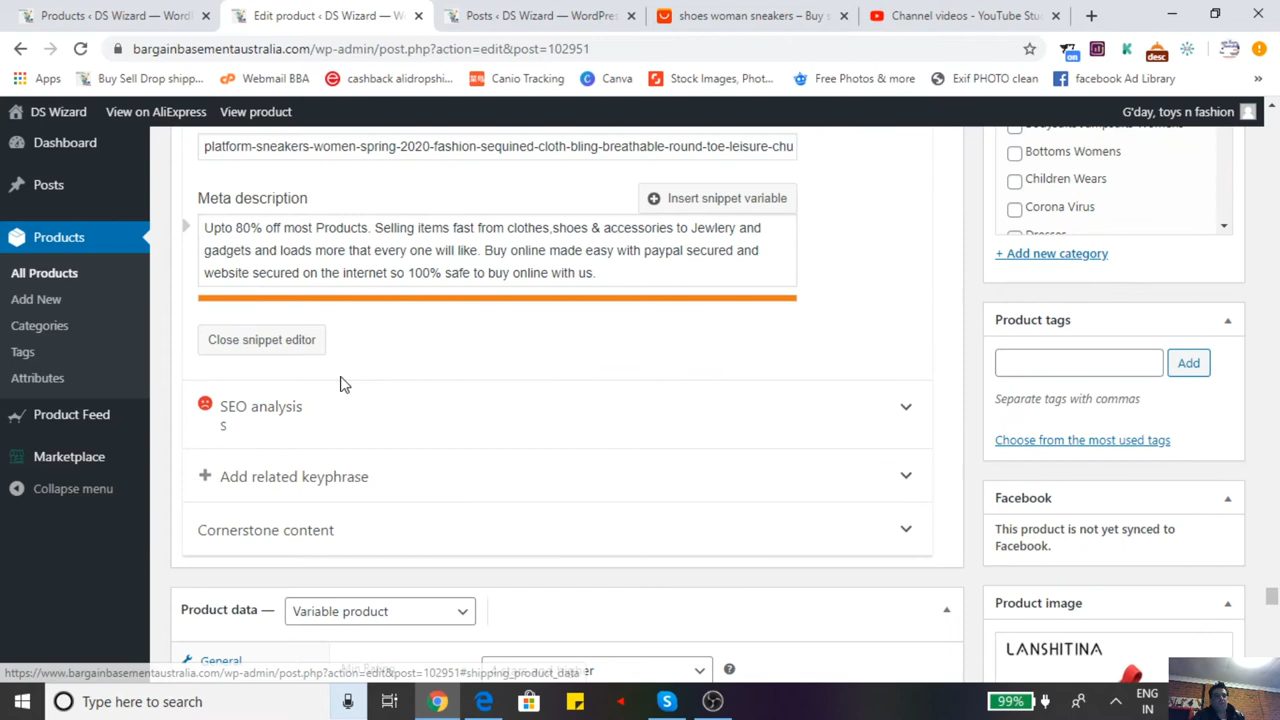 Products ‹ DS Wizard — WordI
Edit product ‹ DS Wizard — W
Posts ‹ DS Wizard — WordPres
shoes woman sneakers – Buy s
Channel videos - YouTube Stu
bargainbasementaustralia.com/wp-admin/post.php?action=edit&post=102951
Apps
Buy Sell Drop shipp...
Webmail BBA
cashback alidropshi...
Canio Tracking
Canva
Stock Images, Phot...
Free Photos & more
Exif PHOTO clean
facebook Ad Library
»
on
desc
DS Wizard
View on AliExpress
View product
G'day, toys n fashion
Dashboard
Posts
Products
All Products
Add New
Categories
Tags
Attributes
Product Feed
Marketplace
Collapse menu
platform-sneakers-women-spring-2020-fashion-sequined-cloth-bling-breathable-round-toe-leisure-chu
Meta description
Insert snippet variable
Upto 80% off most Products. Selling items fast from clothes,shoes & accessories to Jewlery and
gadgets and loads more that every one will like. Buy online made easy with paypal secured and
website secured on the internet so 100% safe to buy online with us.
Close snippet editor
SEO analysis
s
Add related keyphrase
Cornerstone content
Product data —
Variable product
General
Bottoms Womens
Children Wears
Corona Virus
Dresses
+ Add new category
Product tags
Add
Separate tags with commas
Choose from the most used tags
Facebook
This product is not yet synced to
Facebook.
Product image
LANSHITINA
https://www.bargainbasementaustralia.com/wp-admin/post.php?action=edit&post=102951#shipping_product_data
Type here to search
99%
ENG
IN